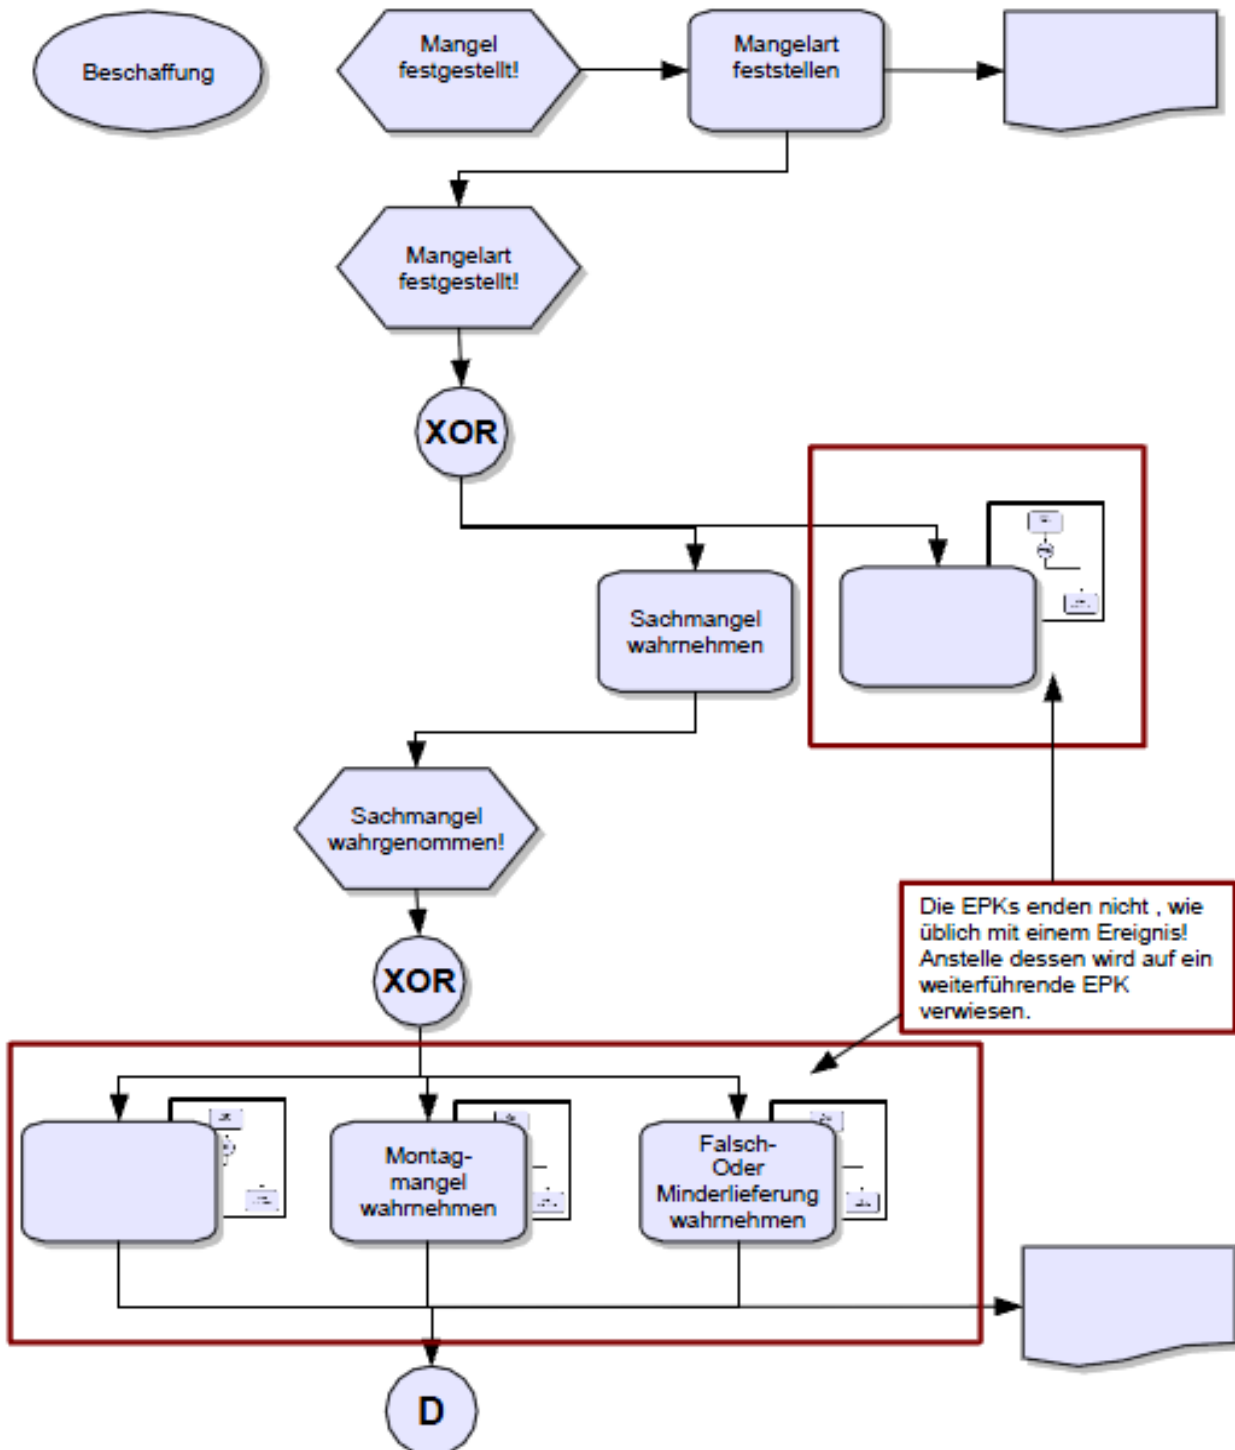 Beschaffung
Mangel
festgestellt!
Mangelart
feststellen
Mangelart
festgestellt!
XOR
Sachmangel
wahrnehmen
Sachmangel
wahrgenommen!
Die EPKs enden nicht , wie
üblich mit einem Ereignis!
Anstelle dessen wird auf ein
weiterführende EPK
verwiesen.
XOR
Montag-
mangel
wahrnehmen
Falsch-
Oder
Minderlieferung
wahrnehmen
D